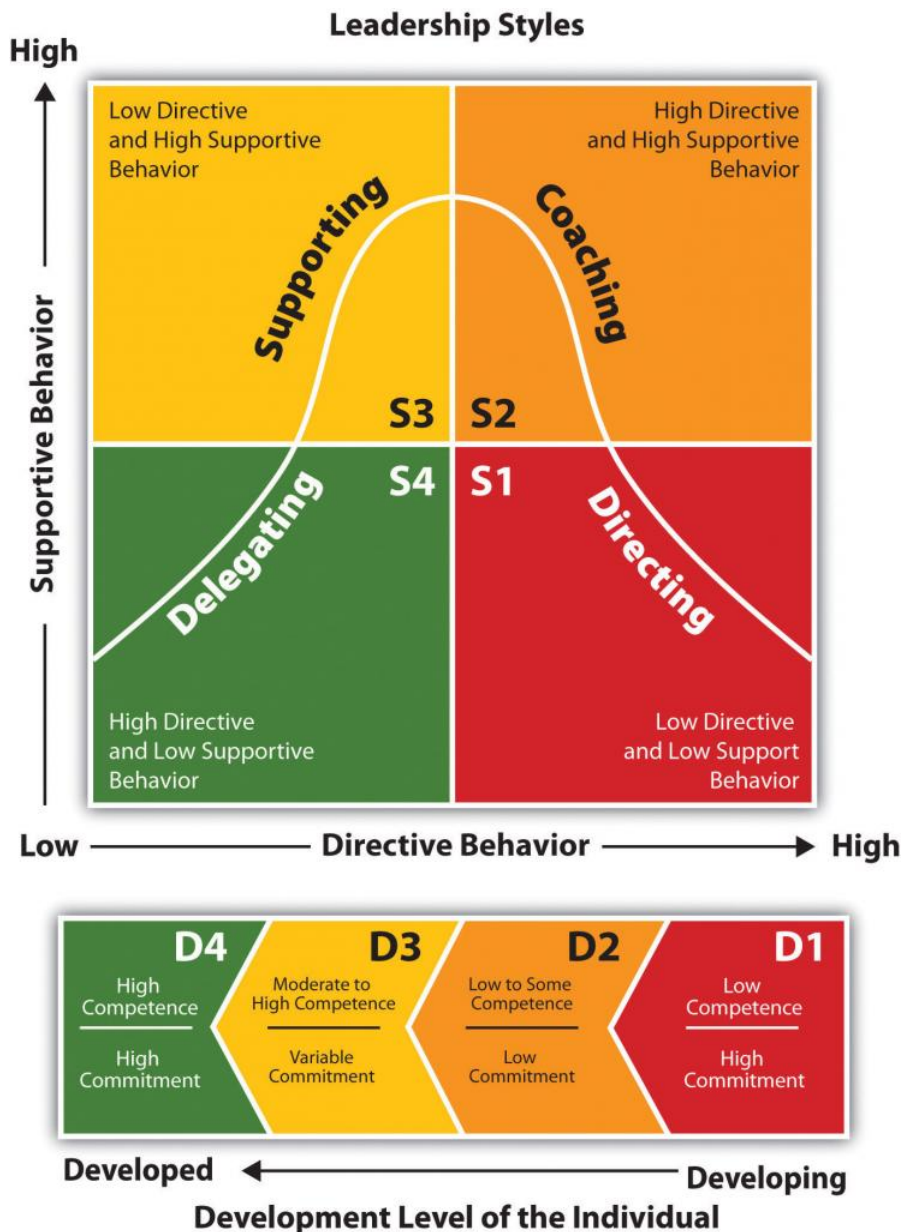 Leadership Styles
High
Low Directive
and High Supportive
Behavior
High Directive
and High Supportive
Behavior
Supporting
Coaching
S3
S2
Supportive Behavior
S4
S1
Delegating
Directing
High Directive
and Low Supportive
Behavior
Low Directive
and Low Support
Behavior
Low
Directive Behavior
High
D4
High
Competence
High
Commitment
D3
Moderate to
High Competence
Variable
Commitment
D2
Low to Some
Competence
Low
Commitment
D1
Low
Competence
High
Commitment
Developed
Developing
Development Level of the Individual